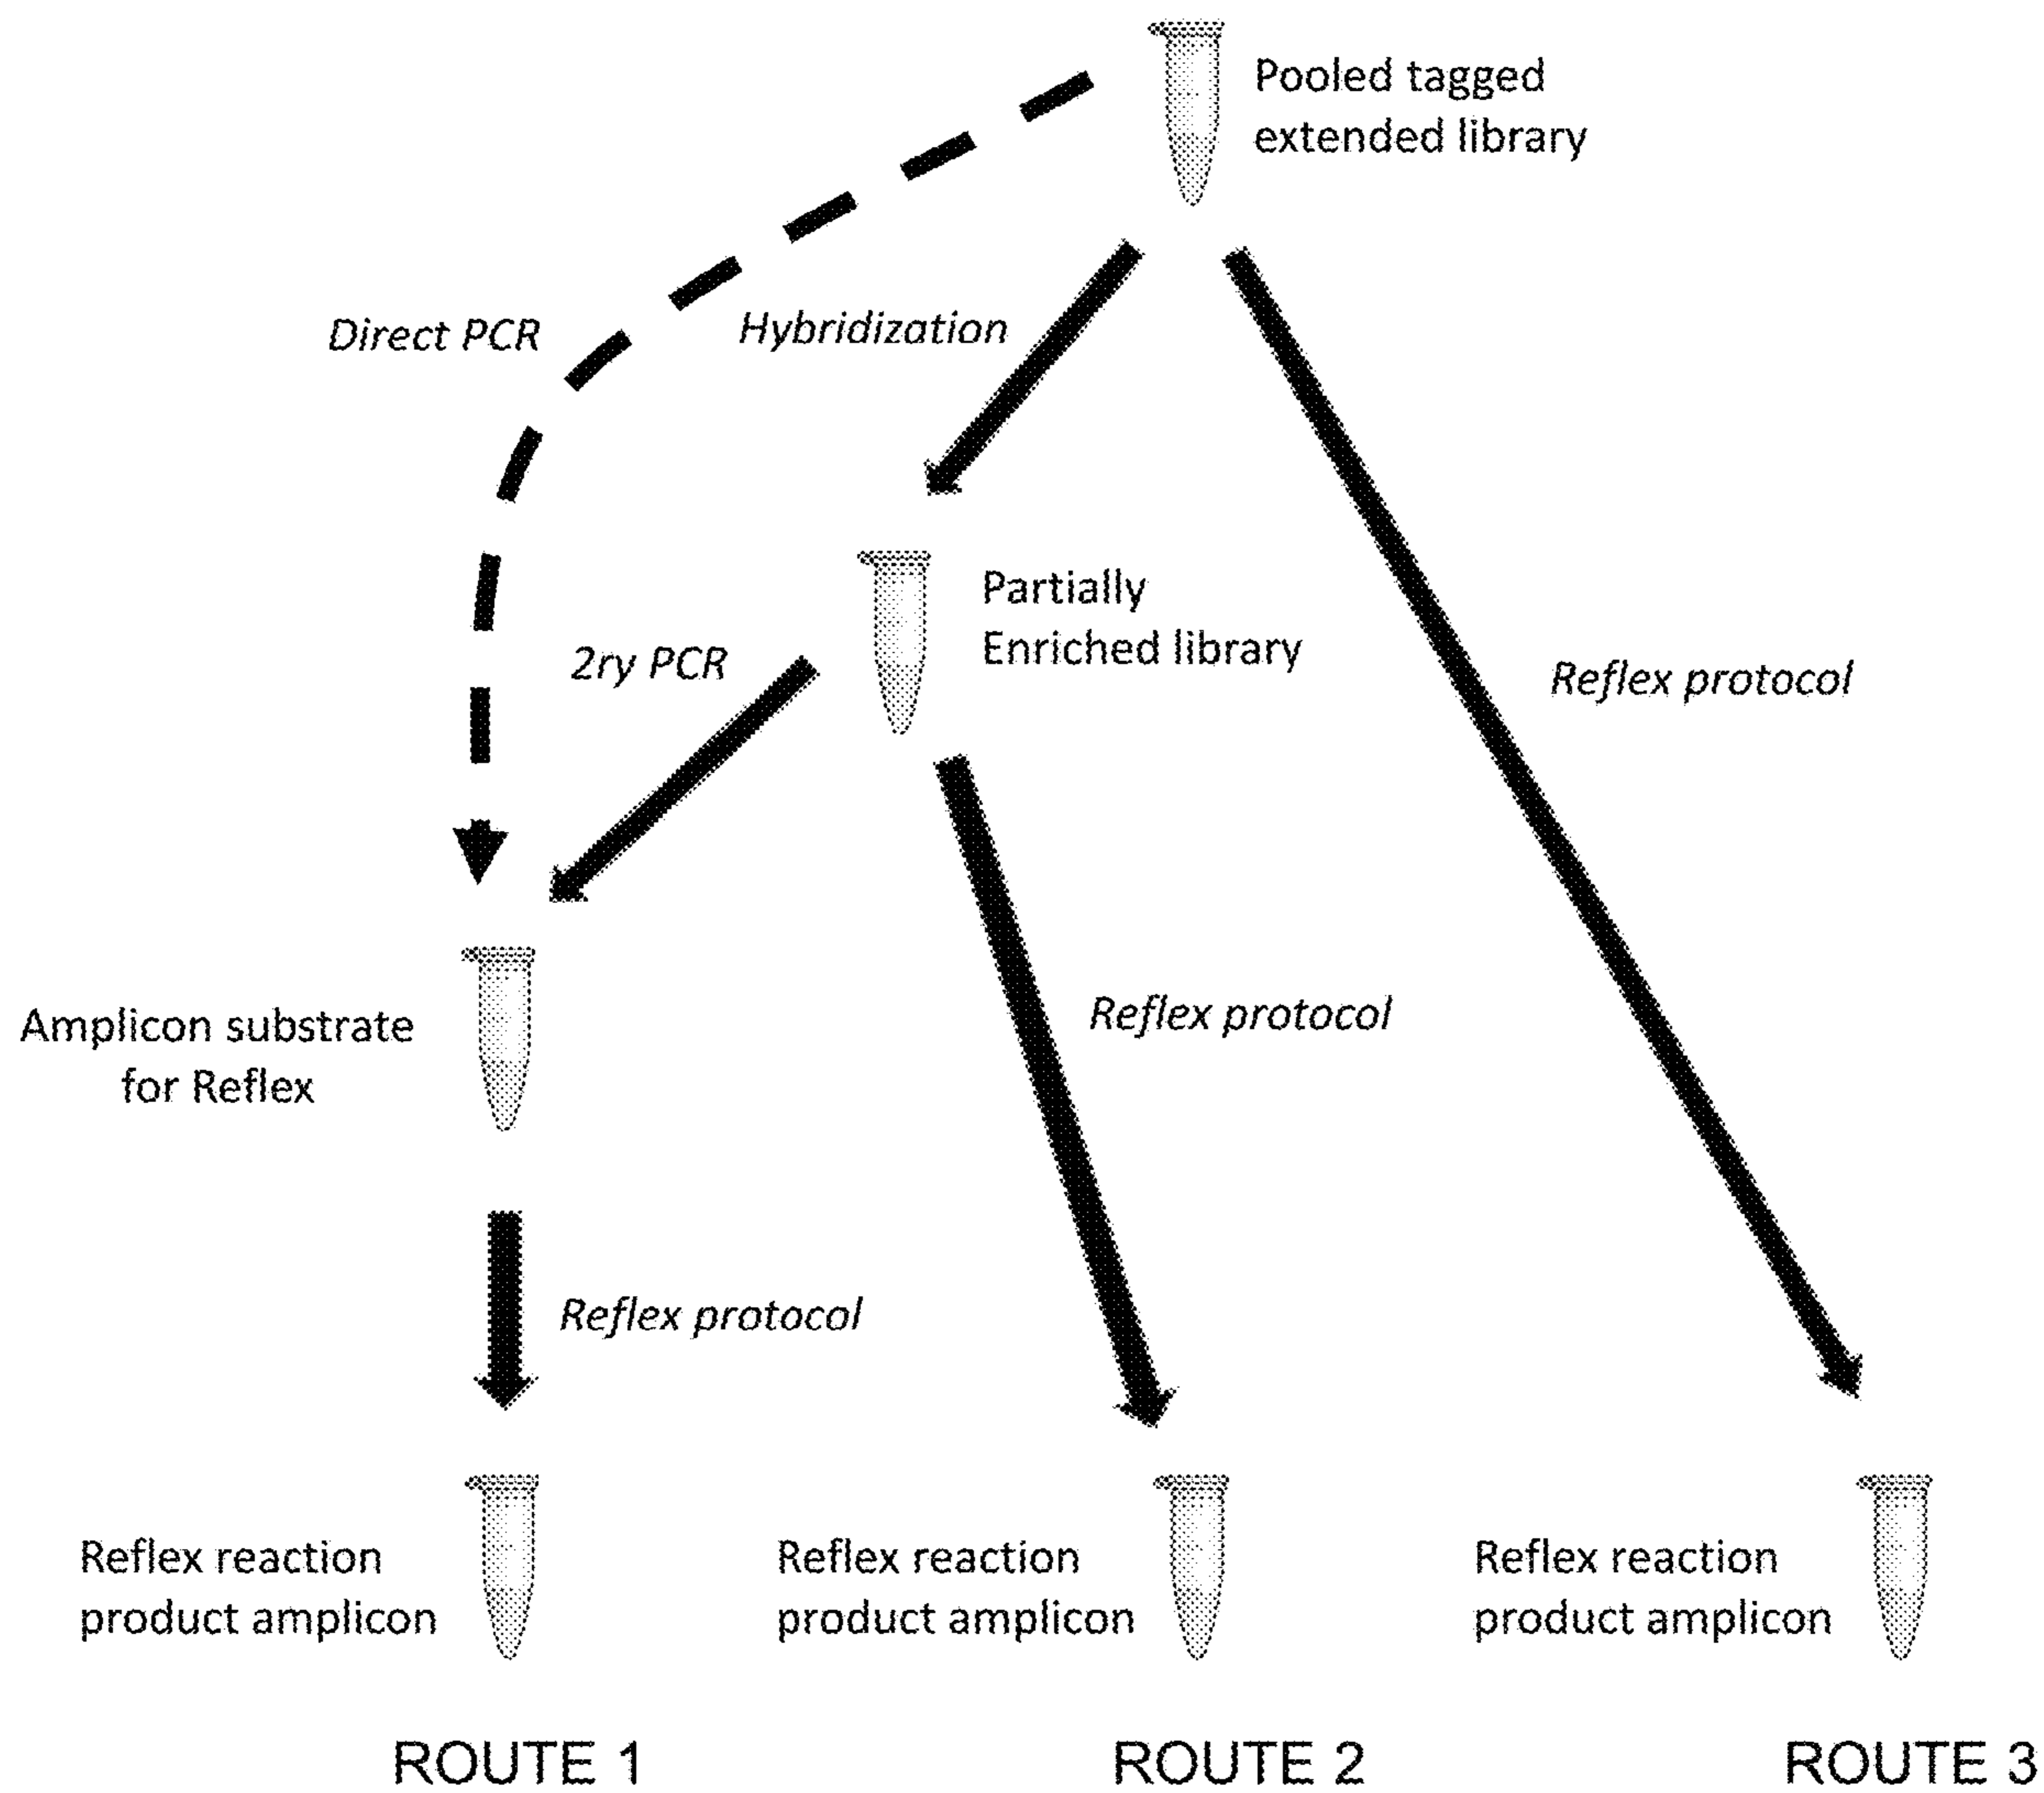 Pooled tagged
extended library
Direct PCR
Hybridization
Partially
Enriched library
2ry PCR
Reflex protocol
Reflex protocol
Amplicon substrate
for Reflex
Reflex protocol
Reflex reaction
product amplicon
Reflex reaction
product amplicon
Reflex reaction
product amplicon
ROUTE 1
ROUTE 2
ROUTE 3